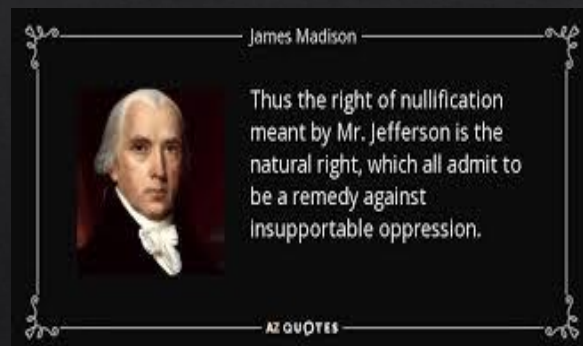 James Madison
Thus the right of nullification
meant by Mr. Jefferson is the
natural right, which all admit to
be a remedy against
insupportable oppression.
AZ QUOTES